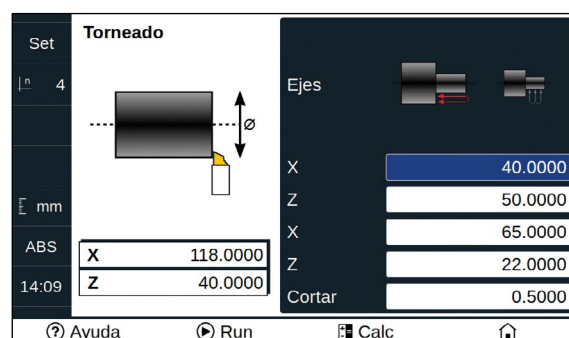 Set
n 4
mm
ABS
14:09
Torneado
ø
X 118.0000
Z 40.0000
Ejes
X 40.0000
Z 50.0000
X 65.0000
Z 22.0000
Cortar 0.5000
? Ayuda Run Calc